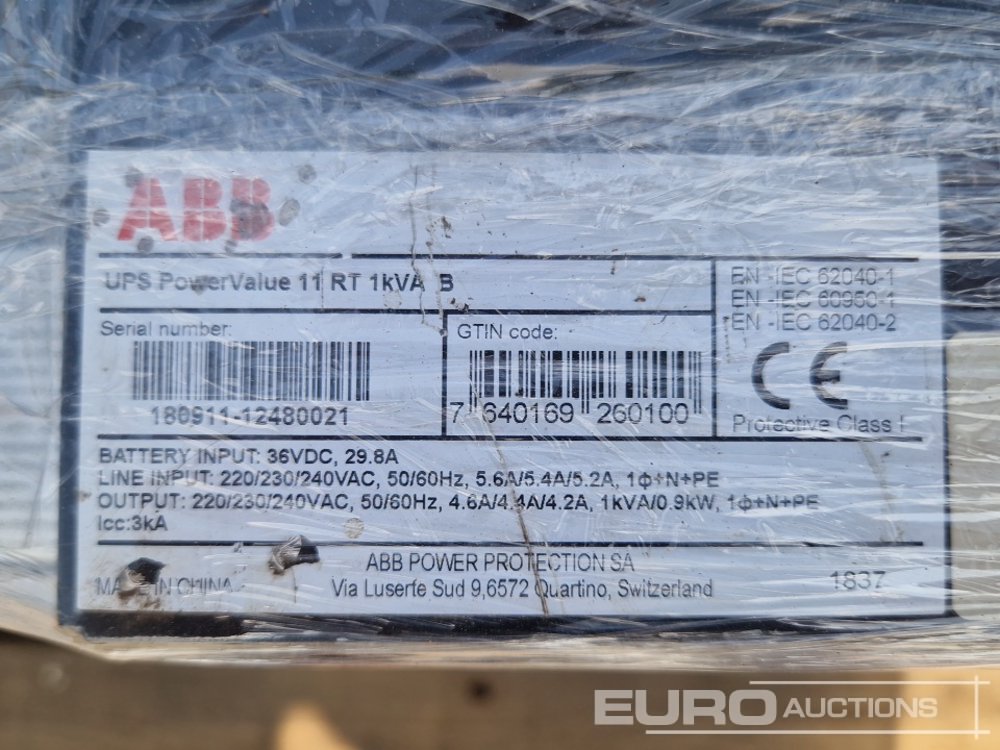 ABB
UPS PowerValue 11 RT 1kVA B
EN -IEC 62040-1
EN -IEC 60950-1
EN -IEC 62040-2
Serial number:
180911-12480021
GTIN code:
7 640169 260100
CE
Protective Class I
BATTERY INPUT: 36VDC, 29.8A
LINE INPUT: 220/230/240VAC, 50/60Hz, 5.6A/5.4A/5.2A, 1ϕ+N+PE
OUTPUT: 220/230/240VAC, 50/60Hz, 4.6A/4.4A/4.2A, 1kVA/0.9kW, 1ϕ+N+PE
Icc:3kA
ABB POWER PROTECTION SA
MADE IN CHINA
Via Luserte Sud 9,6572 Quartino, Switzerland
1837
EURO AUCTIONS